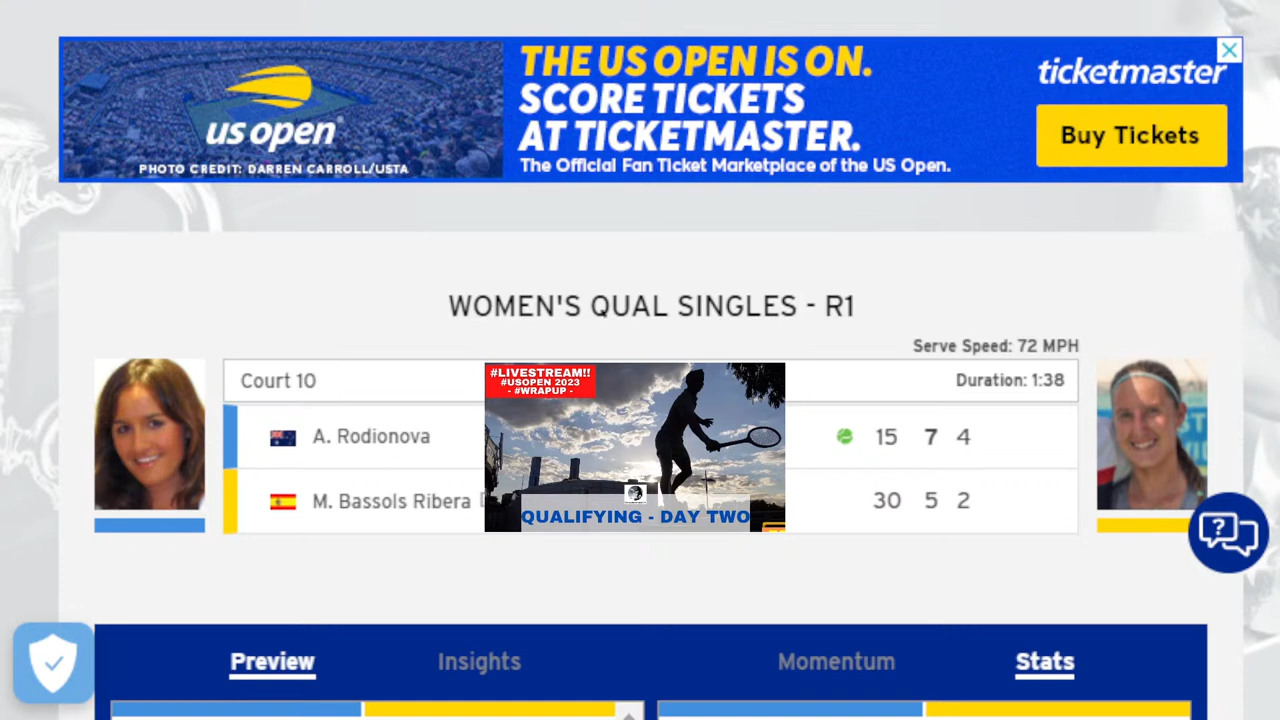 THE US OPEN IS ON.
SCORE TICKETS
AT TICKETMASTER.
The Official Fan Ticket Marketplace of the US Open.
us open
PHOTO CREDIT: DARREN CARROLL/USTA
ticketmaster
Buy Tickets
WOMEN'S QUAL SINGLES - R1
Serve Speed: 72 MPH
Court 10
Duration: 1:38
A. Rodionova 15 7 4
M. Bassols Ribera 30 5 2
#LIVESTREAM!!
#USOPEN 2023
- #WRAPUP -
QUALIFYING - DAY TWO
Preview
Insights
Momentum
Stats